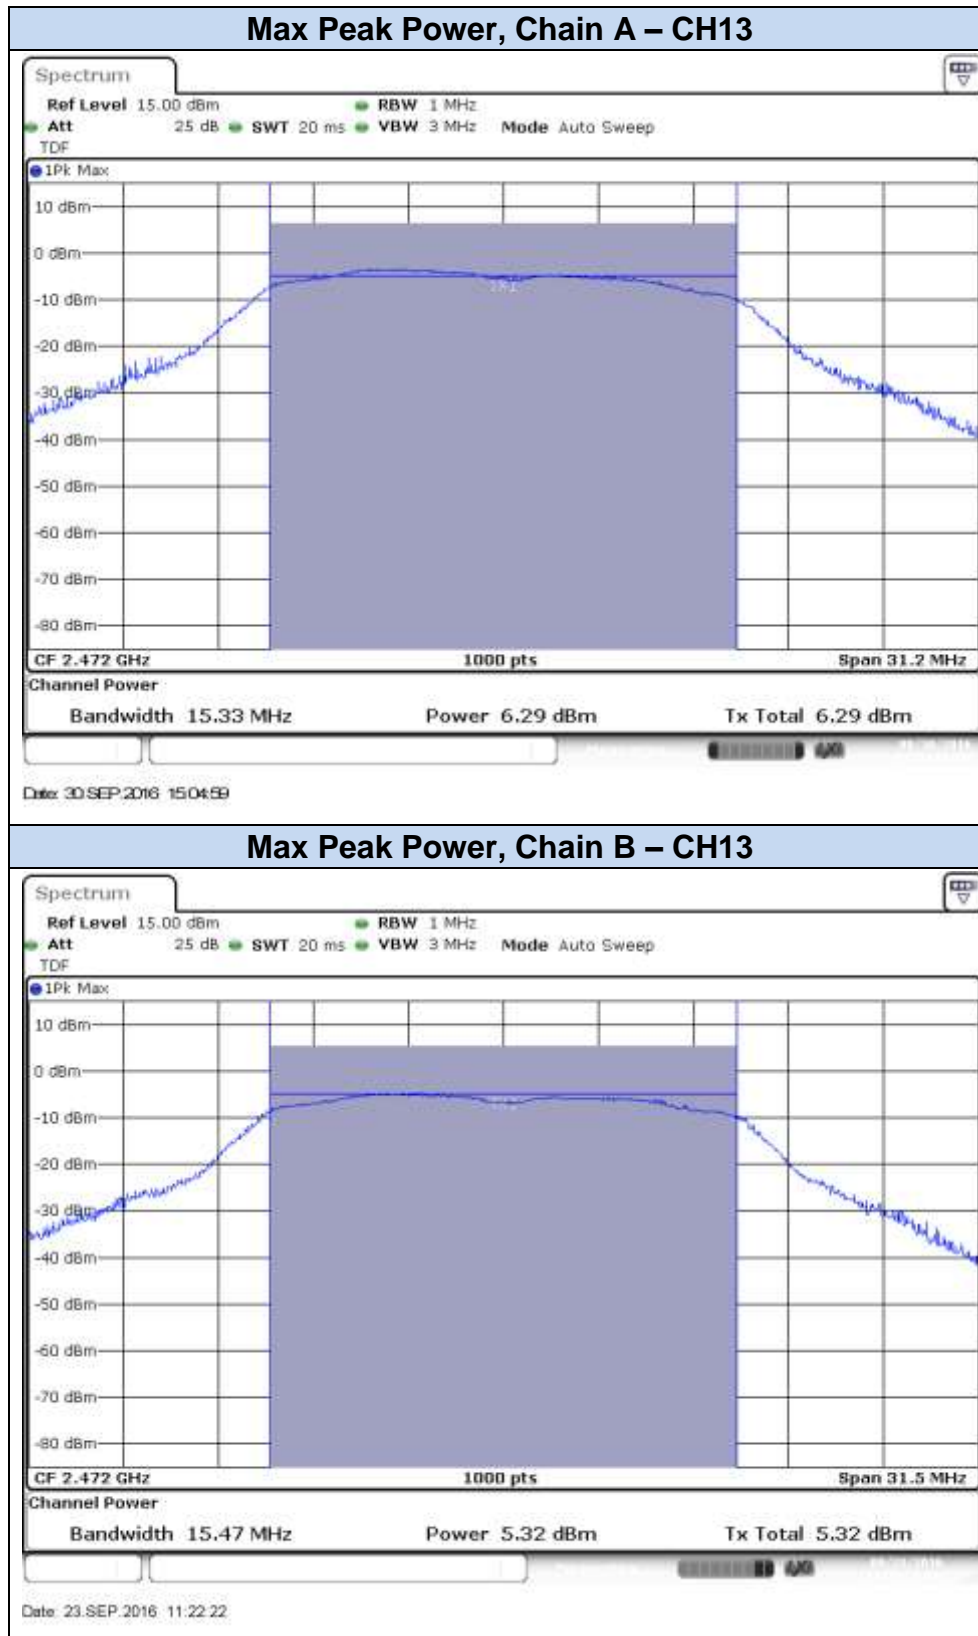 Max Peak Power, Chain A – CH13
Spectrum
Ref Level 15.00 dBm RBW 1 MHz
Att 25 dB SWT 20 ms VBW 3 MHz Mode Auto Sweep
TDF
1Pk Max
10 dBm
0 dBm
-10 dBm
-20 dBm
-30 dBm
-40 dBm
-50 dBm
-60 dBm
-70 dBm
-80 dBm
CF 2.472 GHz 1000 pts Span 31.2 MHz
Channel Power
Bandwidth 15.33 MHz Power 6.29 dBm Tx Total 6.29 dBm
Date: 30.SEP.2016 15:04:59
Max Peak Power, Chain B – CH13
Spectrum
Ref Level 15.00 dBm RBW 1 MHz
Att 25 dB SWT 20 ms VBW 3 MHz Mode Auto Sweep
TDF
1Pk Max
10 dBm
0 dBm
-10 dBm
-20 dBm
-30 dBm
-40 dBm
-50 dBm
-60 dBm
-70 dBm
-80 dBm
CF 2.472 GHz 1000 pts Span 31.5 MHz
Channel Power
Bandwidth 15.47 MHz Power 5.32 dBm Tx Total 5.32 dBm
Date: 23.SEP.2016 11:22:22